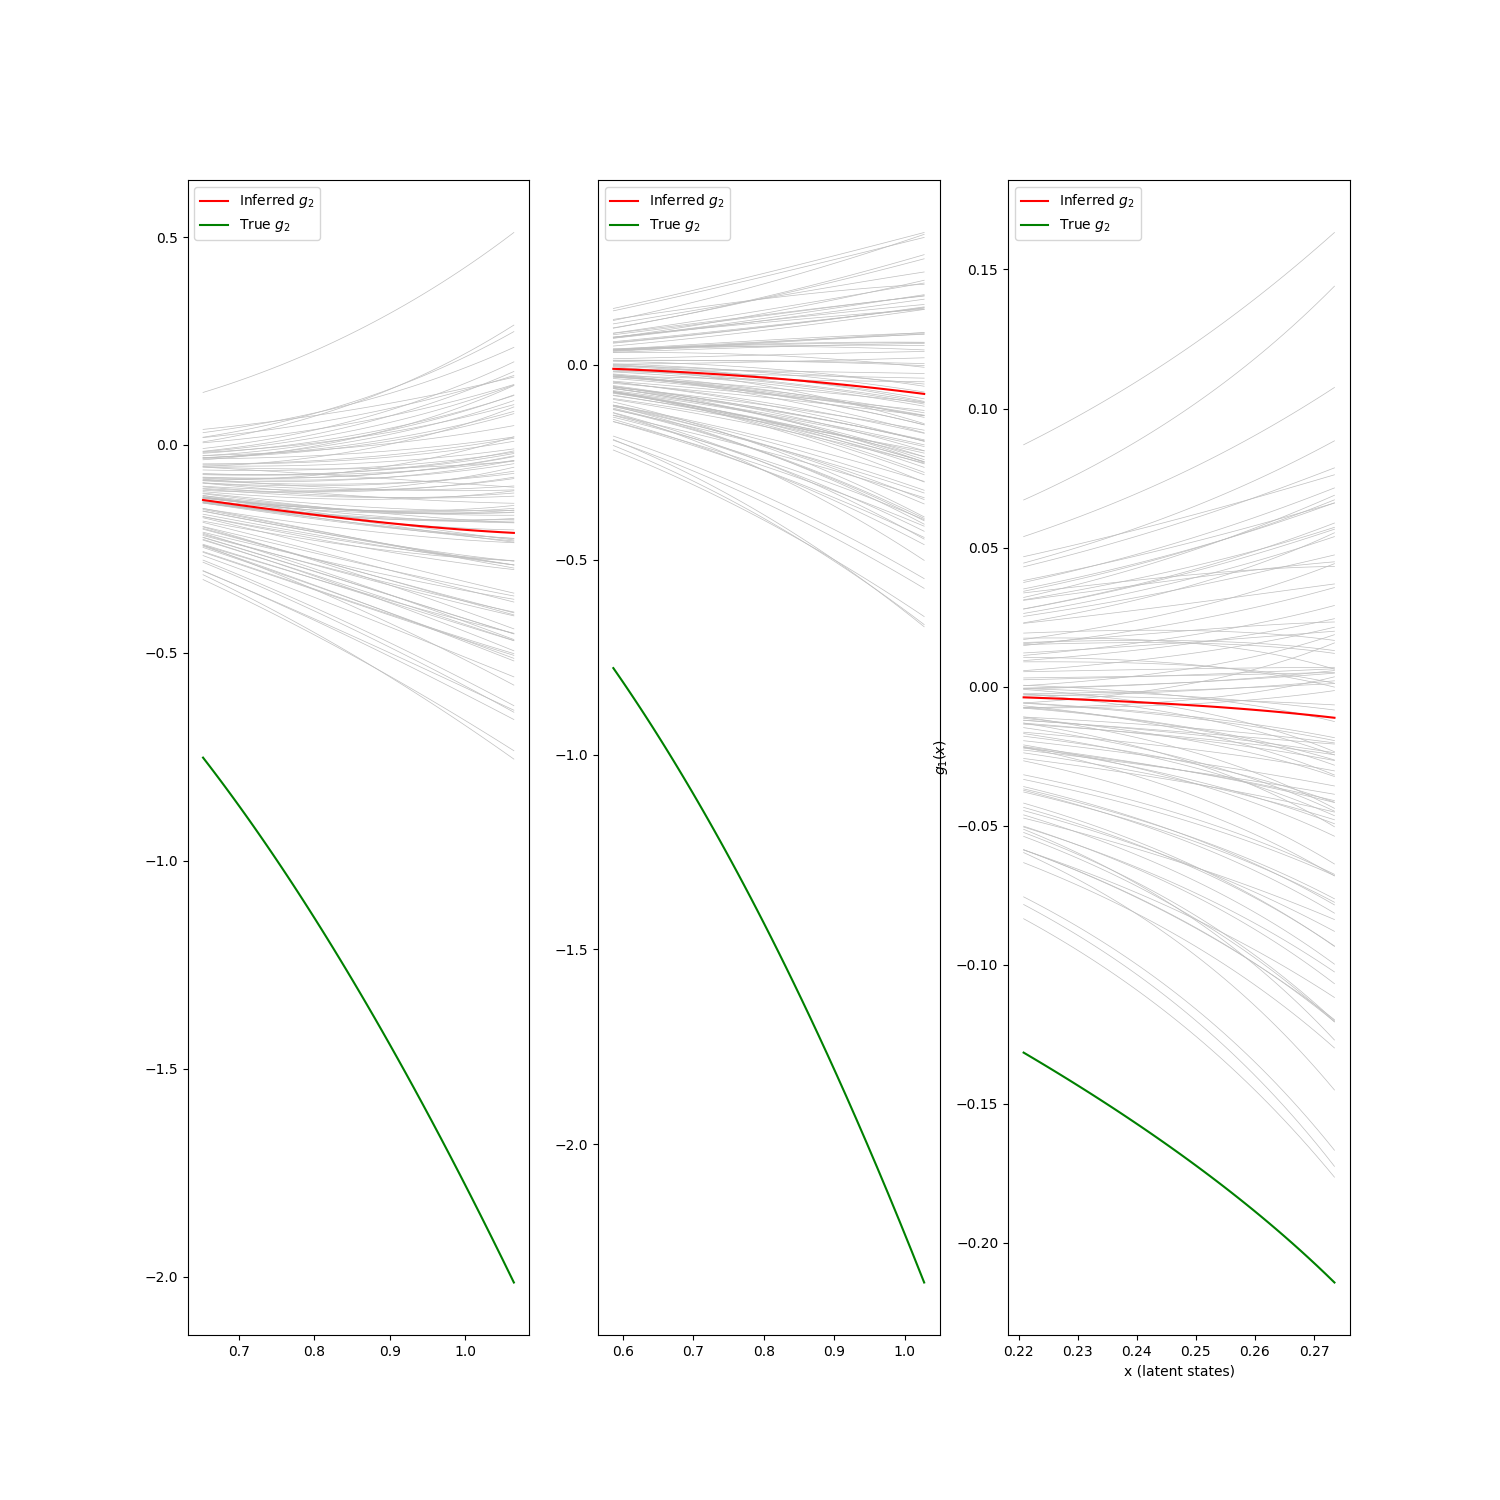 Inferred g₂
True g₂
0.5
0.0
−0.5
−1.0
−1.5
−2.0
0.7 0.8 0.9 1.0
Inferred g₂
True g₂
0.0
−0.5
−1.0
−1.5
−2.0
0.6 0.7 0.8 0.9 1.0
Inferred g₂
True g₂
0.15
0.10
0.05
0.00
−0.05
−0.10
−0.15
−0.20
g₁(x)
0.22 0.23 0.24 0.25 0.26 0.27
x (latent states)